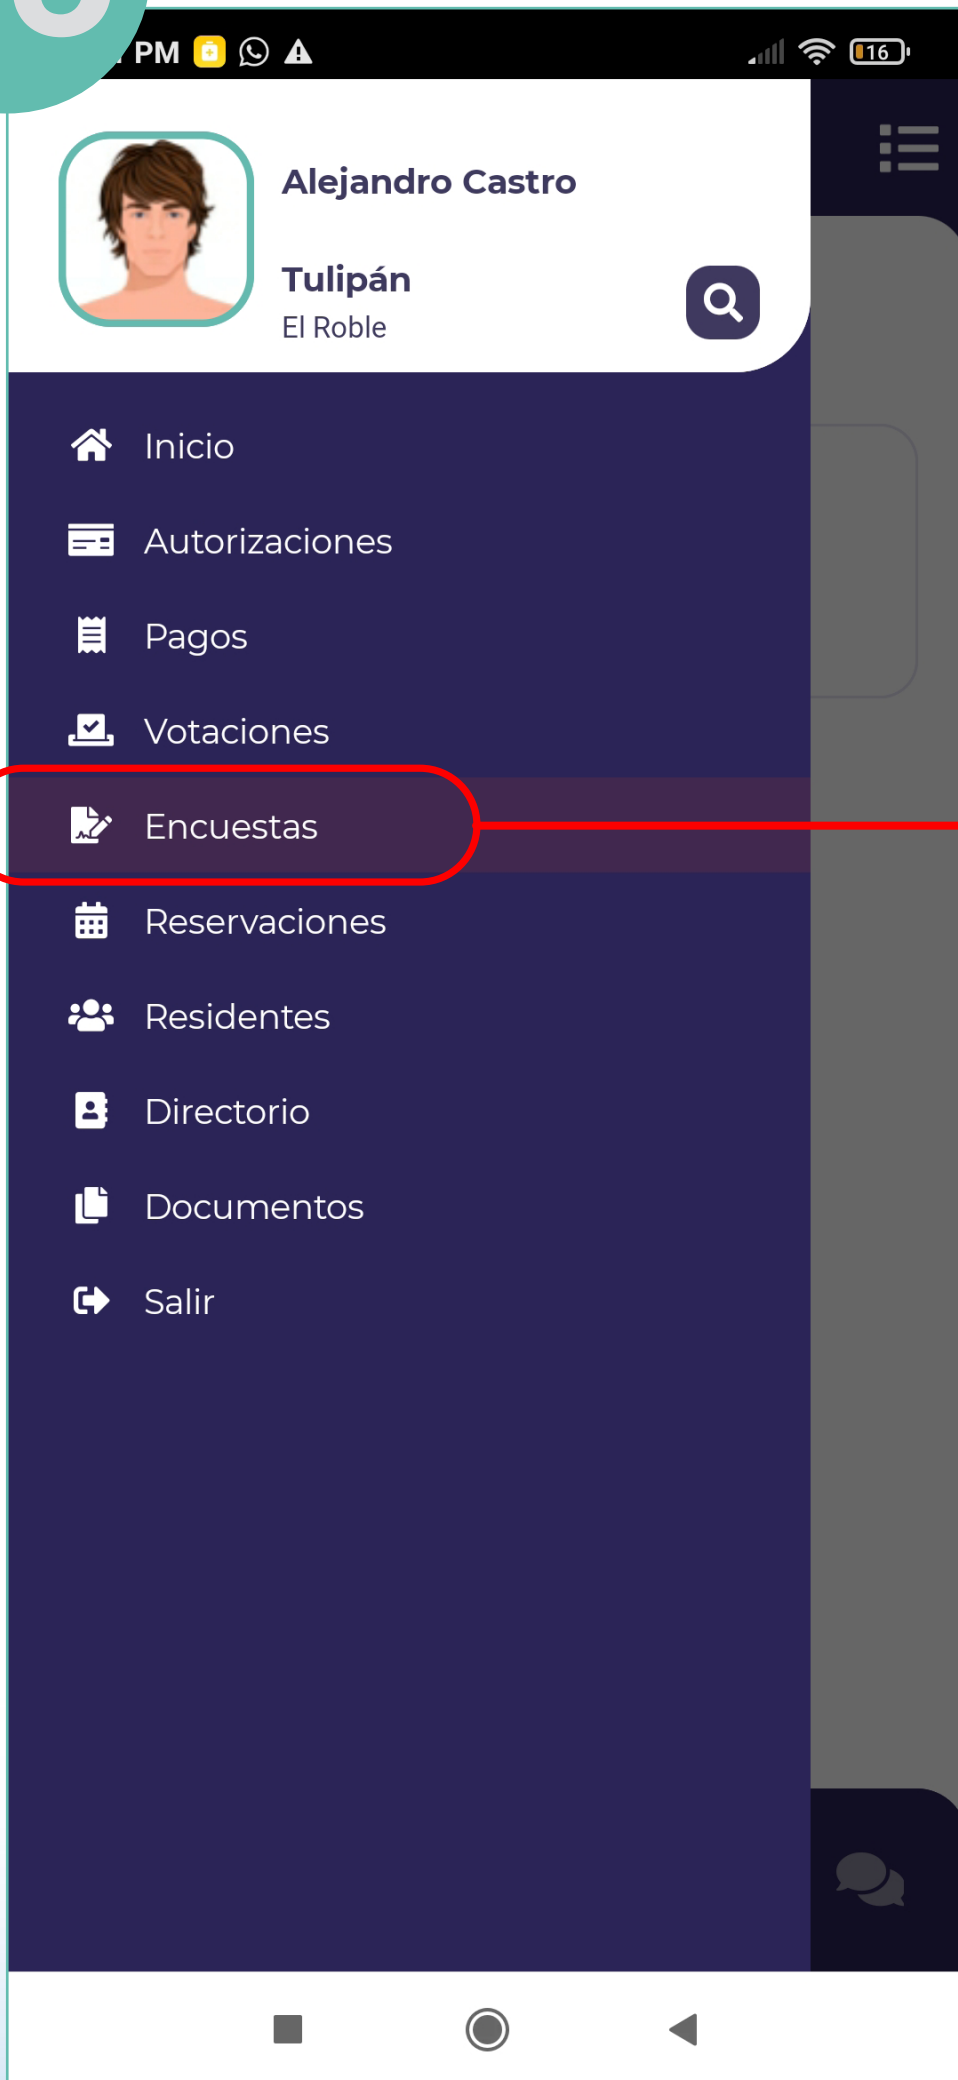 PM
16
Alejandro Castro
Tulipán
El Roble
Inicio
Autorizaciones
Pagos
Votaciones
Encuestas
Reservaciones
Residentes
Directorio
Documentos
Salir